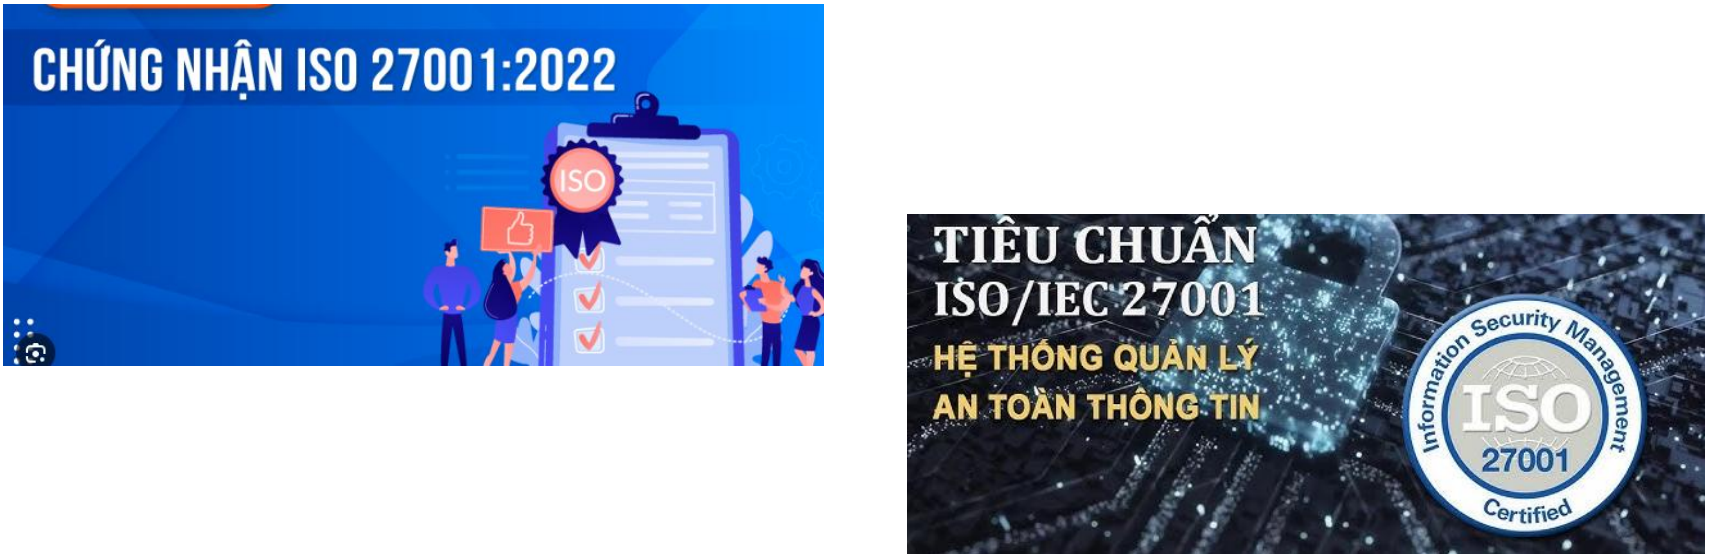 CHỨNG NHẬN ISO 27001:2022
ISO
TIÊU CHUẨN
ISO/IEC 27001
HỆ THỐNG QUẢN LÝ
AN TOÀN THÔNG TIN
Information Security Management
ISO
27001
Certified